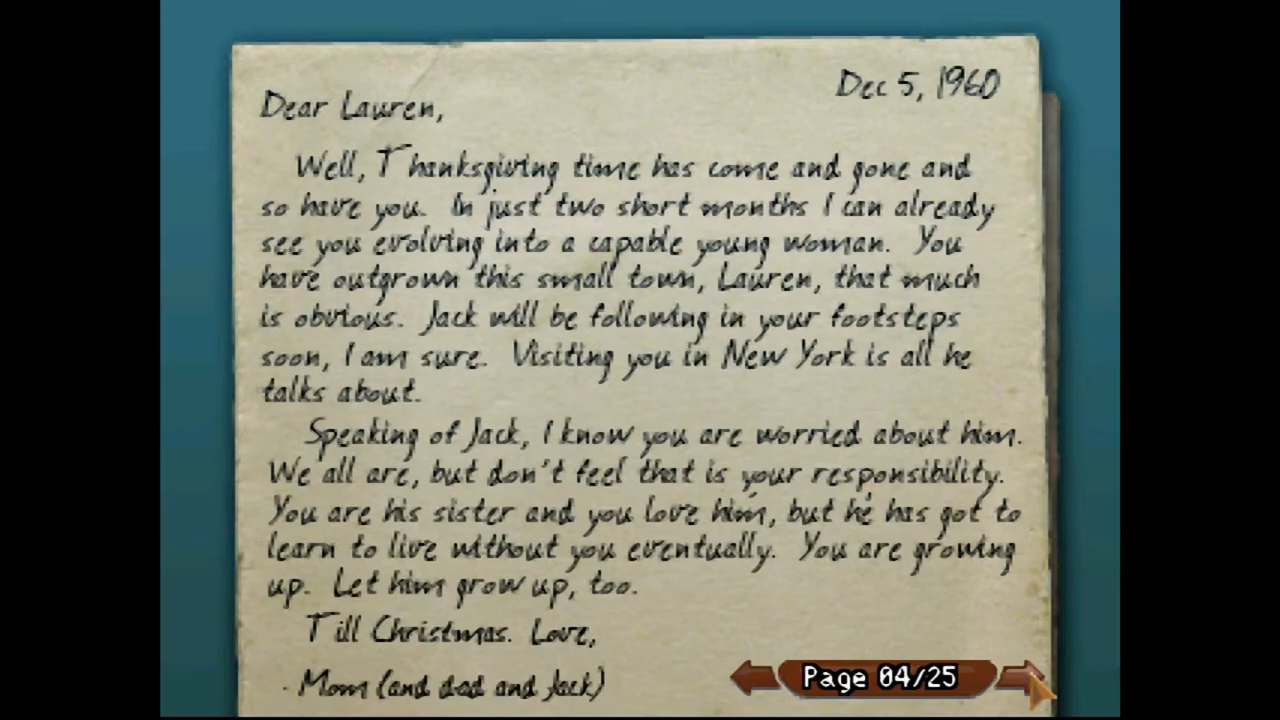 Dec 5, 1960
Dear Lauren,
Well, Thanksgiving time has come and gone and
so have you. In just two short months I can already
see you evolving into a capable young woman. You
have outgrown this small town, Lauren, that much
is obvious. Jack will be following in your footsteps
soon, I am sure. Visiting you in New York is all he
talks about.
Speaking of Jack, I know you are worried about him.
We all are, but don't feel that is your responsibility.
You are his sister and you love him, but he has got to
learn to live without you eventually. You are growing
up. Let him grow up, too.
Till Christmas. Love,
- Mom (and dad and Jack)
Page 04/25